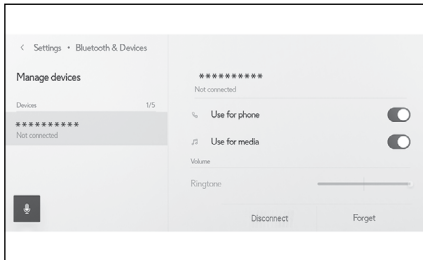 Settings • Bluetooth & Devices
Manage devices
Devices 1/5
**********
Not connected
**********
Not connected
Use for phone
Use for media
Volume
Ringtone
Disconnect Forget